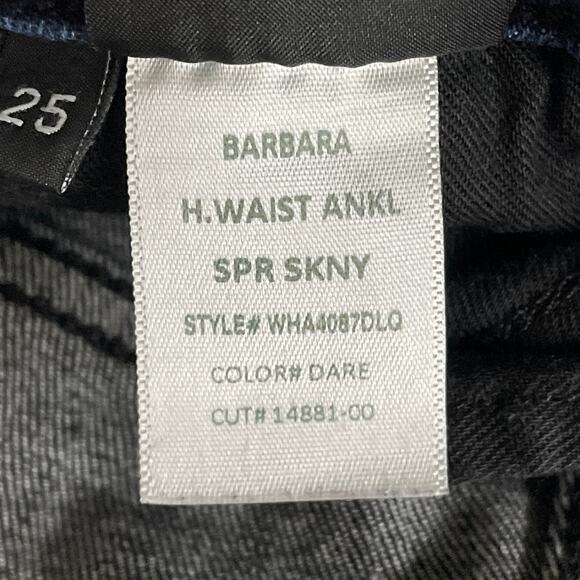 25
BARBARA
H.WAIST ANKL
SPR SKNY
STYLE# WHA4087DLQ
COLOR# DARE
CUT# 14881-00